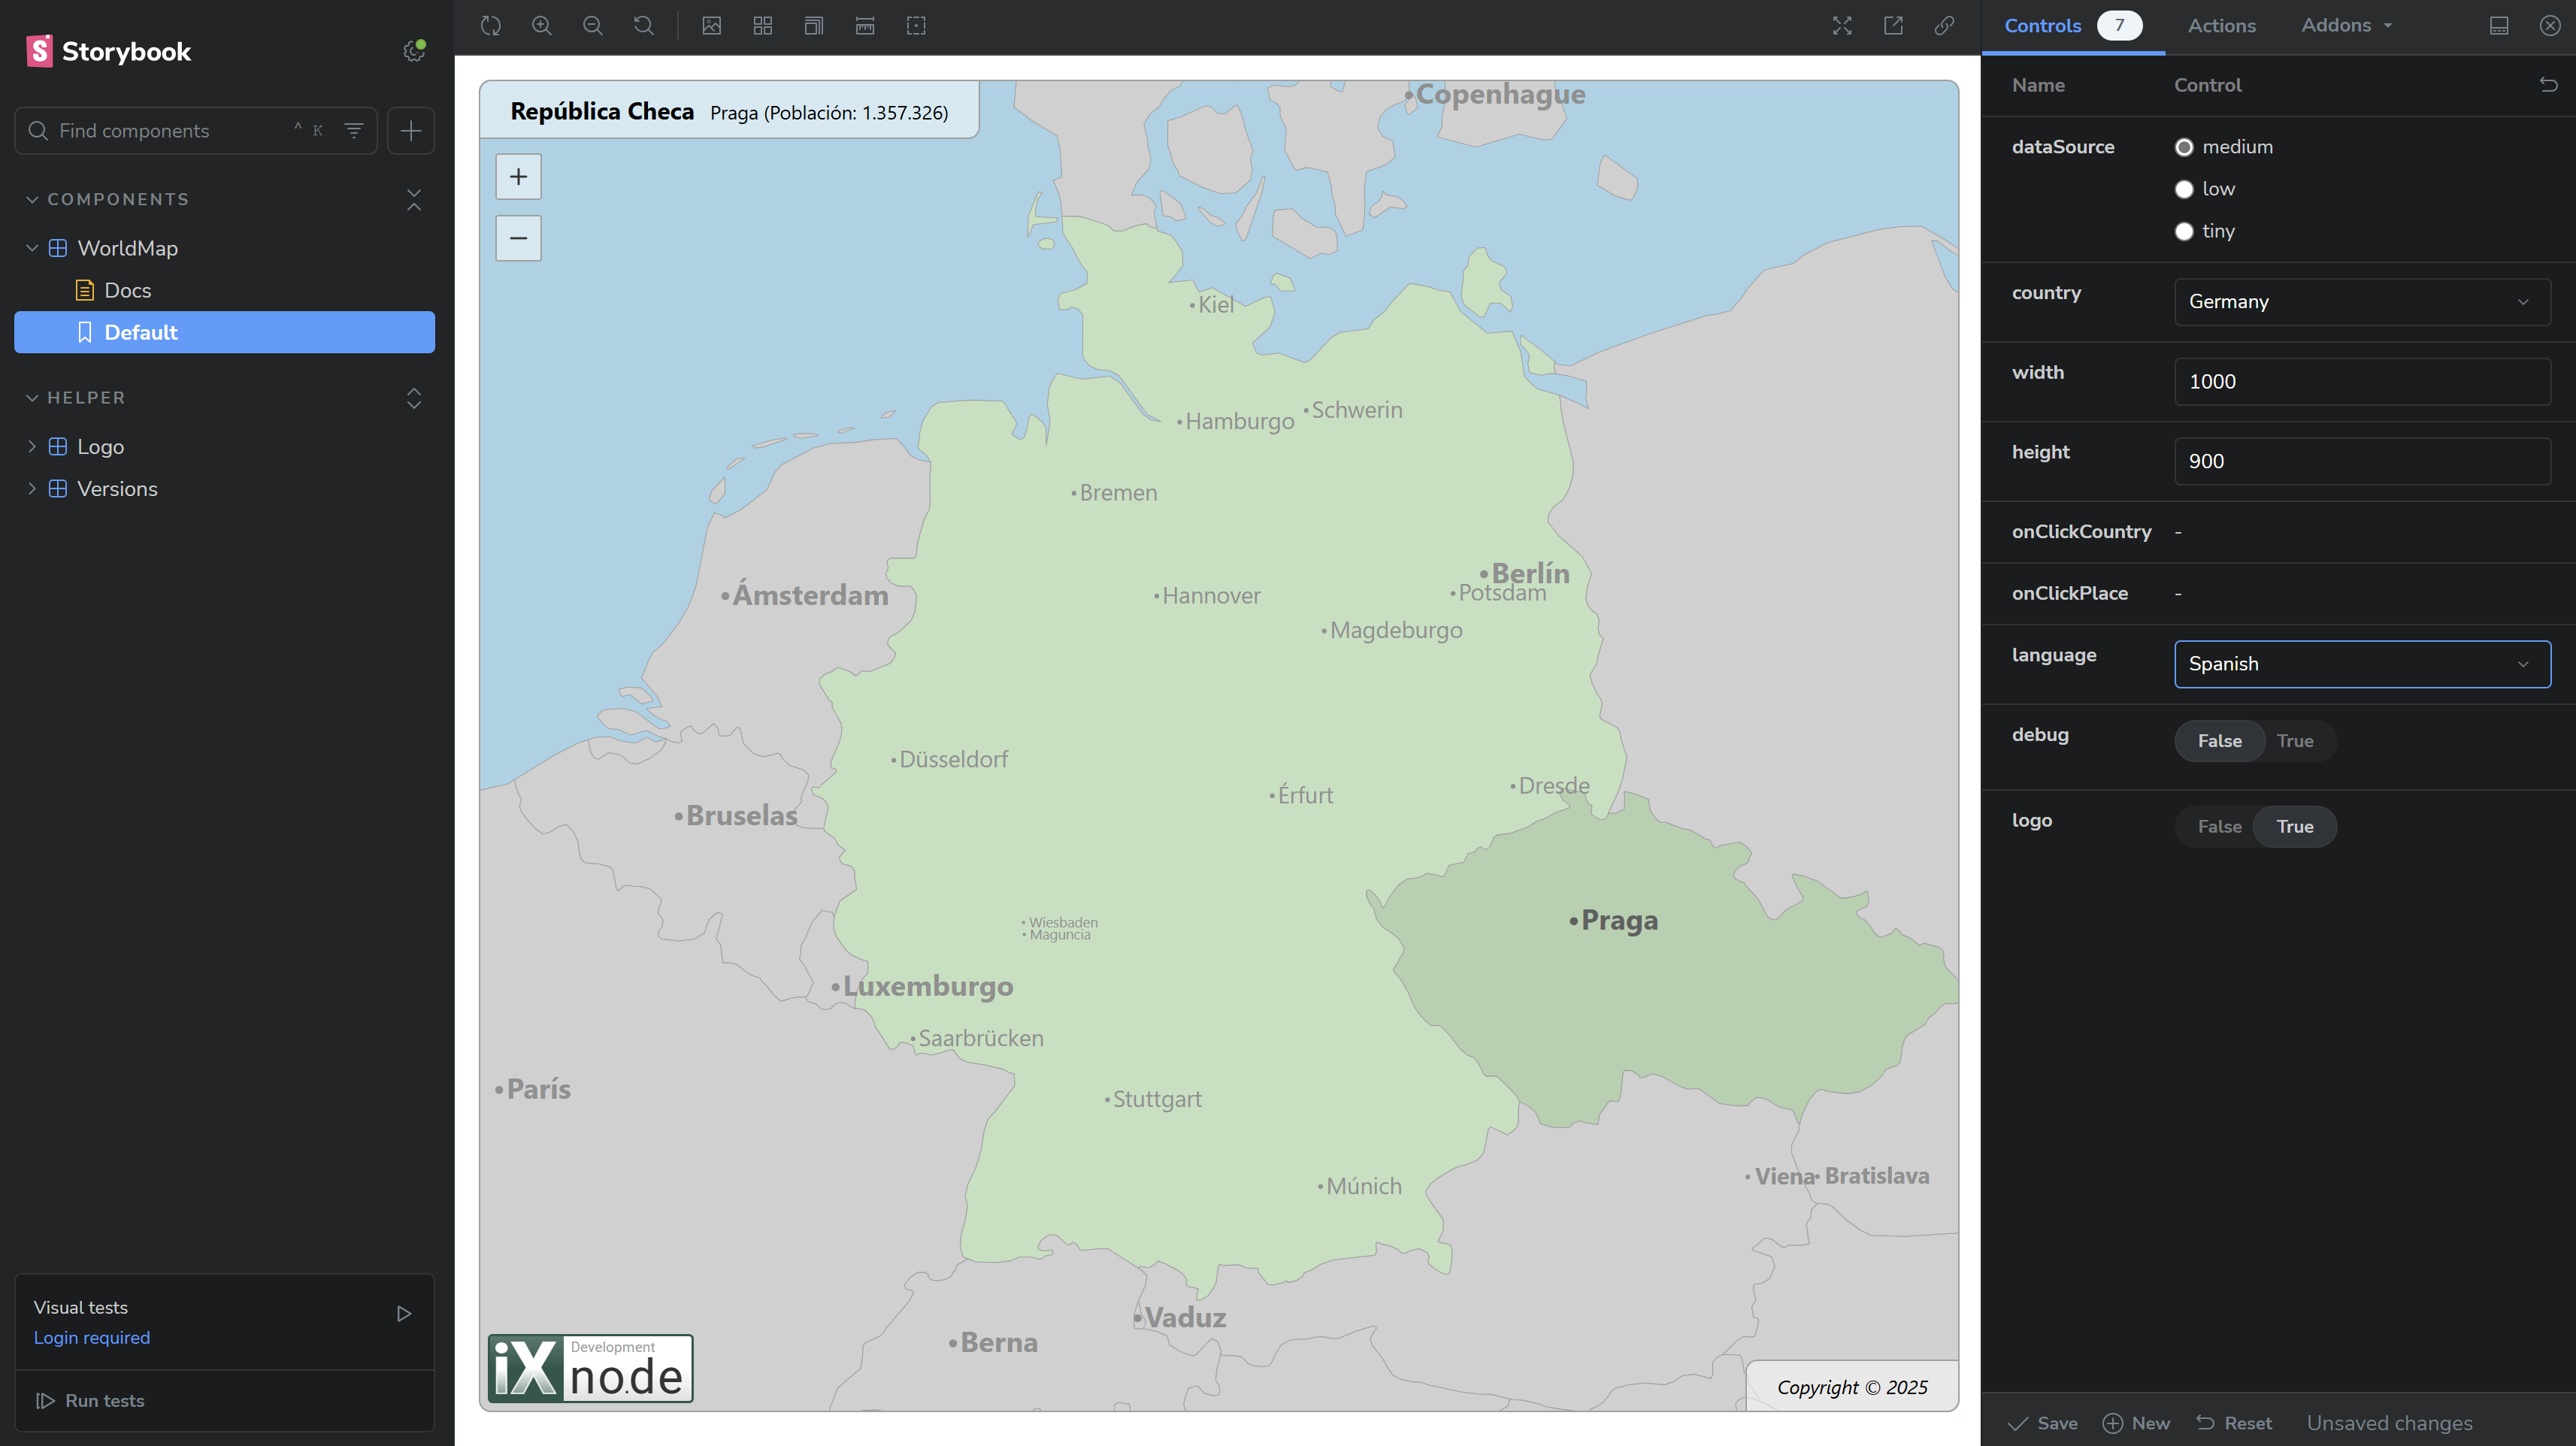 Storybook
Find components
^ K
COMPONENTS
WorldMap
Docs
Default
HELPER
Logo
Versions
Visual tests
Login required
Run tests
República Checa Praga (Población: 1.357.326)
+
−
Copenhague
Kiel
Schwerin
Hamburgo
Bremen
Berlín
Potsdam
Ámsterdam
Hannover
Magdeburgo
Düsseldorf
Dresde
Érfurt
Bruselas
Wiesbaden
Maguncia
Praga
Luxemburgo
Saarbrücken
París
Stuttgart
Viena
Bratislava
Múnich
Vaduz
Berna
iX
Development
no.de
Copyright © 2025
Controls 7 Actions Addons
Name Control
dataSource medium
low
tiny
country Germany
width 1000
height 900
onClickCountry -
onClickPlace -
language Spanish
debug False True
logo False True
Save New Reset Unsaved changes